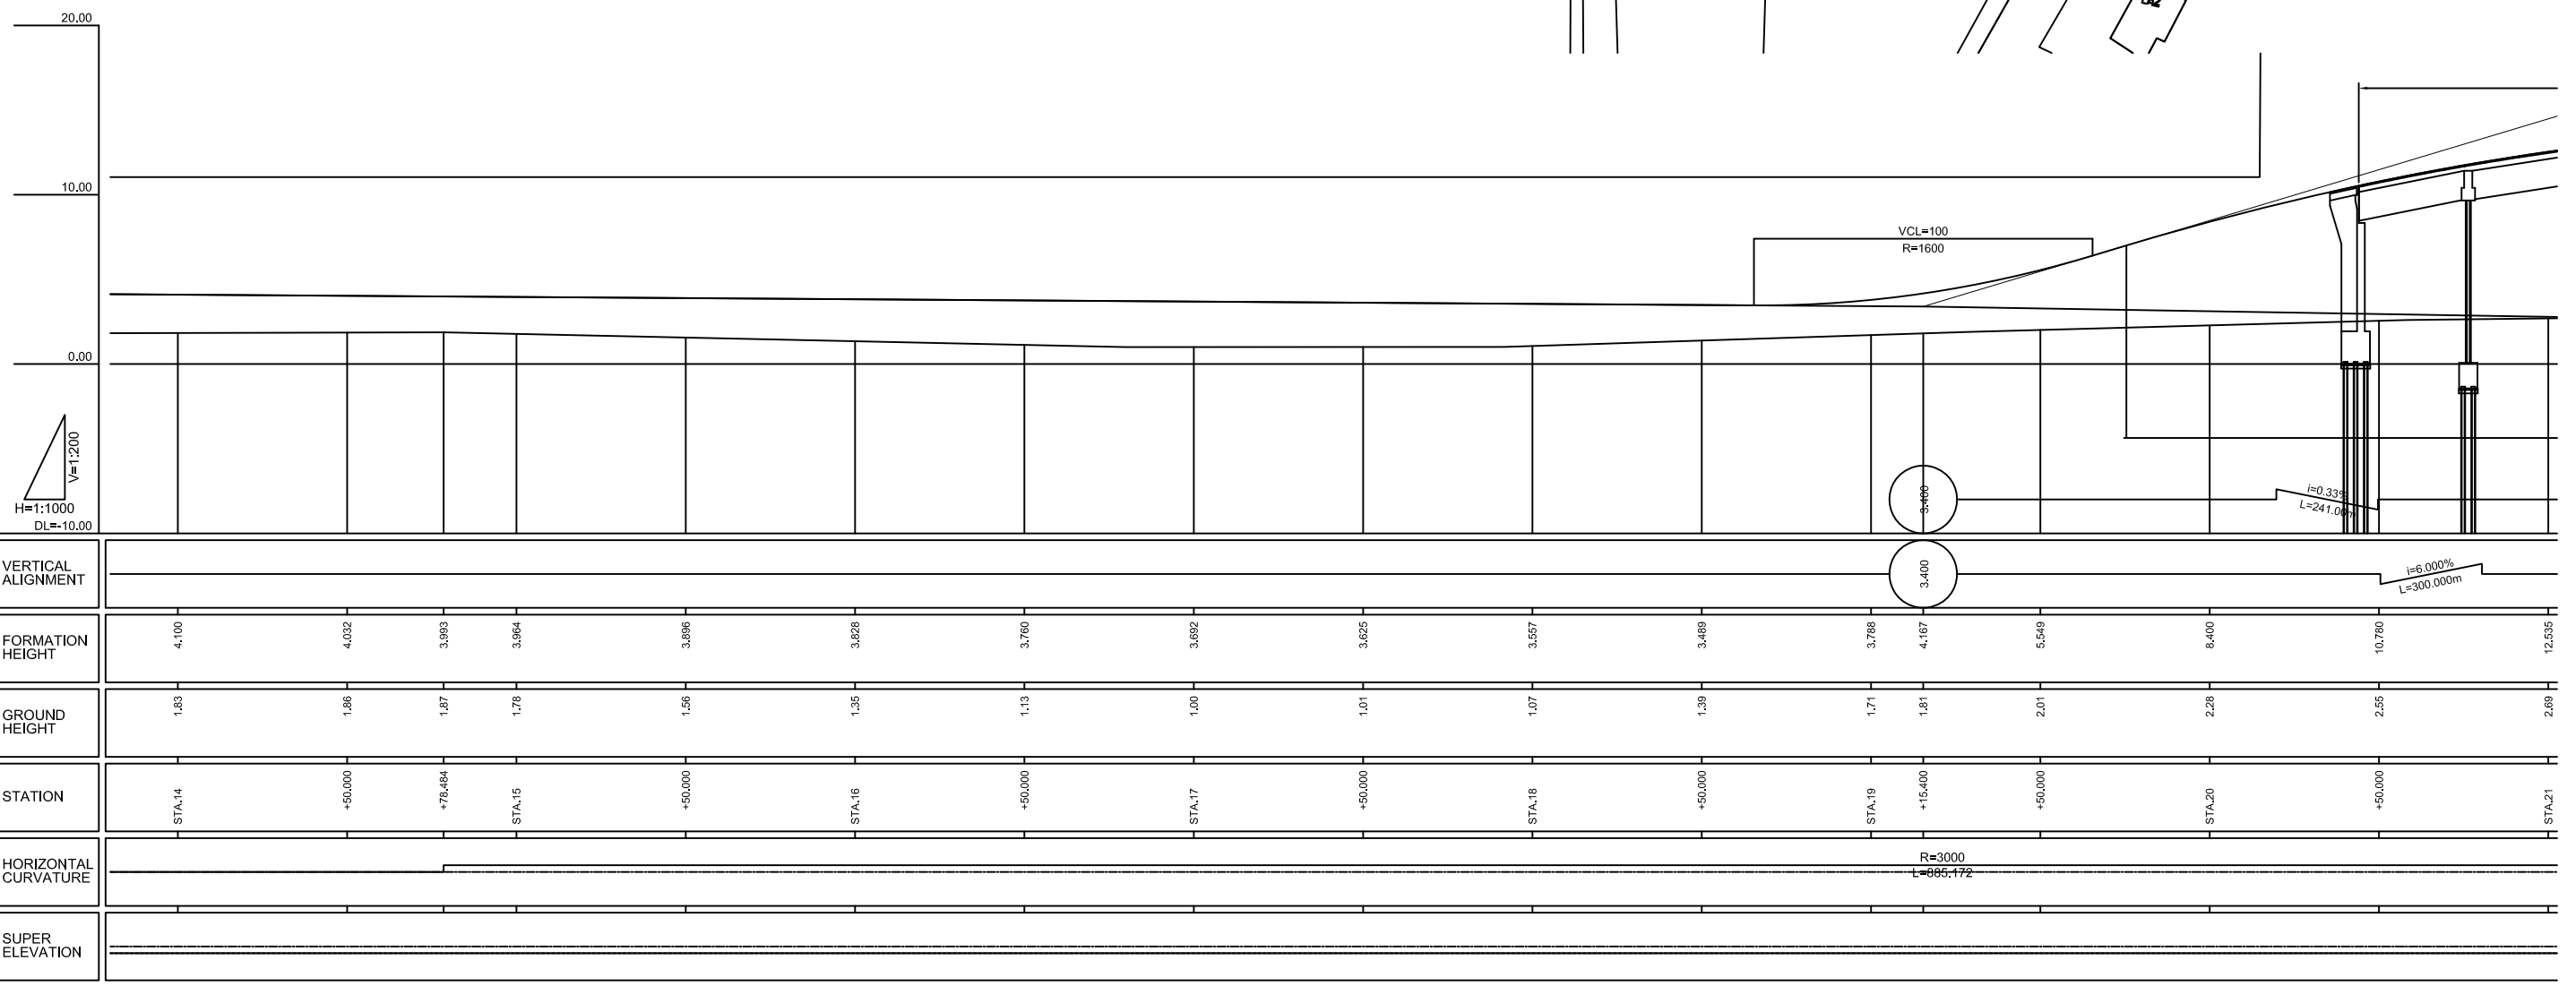 20.00
10.00
0.00
V=1:200
H=1:1000
DL=-10.00
VCL=100
R=1600
3.400
i=0.33%
L=241.00m
VERTICAL
ALIGNMENT
3.400
i=6.000%
L=300.000m
FORMATION
HEIGHT
4.100
4.032
3.993
3.964
3.896
3.828
3.760
3.692
3.625
3.557
3.489
3.788
4.167
5.549
8.400
10.780
12.535
GROUND
HEIGHT
1.83
1.86
1.87
1.78
1.56
1.35
1.13
1.00
1.01
1.07
1.39
1.71
1.81
2.01
2.28
2.55
2.69
STATION
STA.14
+50.000
+78.484
STA.15
+50.000
STA.16
+50.000
STA.17
+50.000
STA.18
+50.000
STA.19
+15.400
+50.000
STA.20
+50.000
STA.21
HORIZONTAL
CURVATURE
R=3000
L=885.172
SUPER
ELEVATION